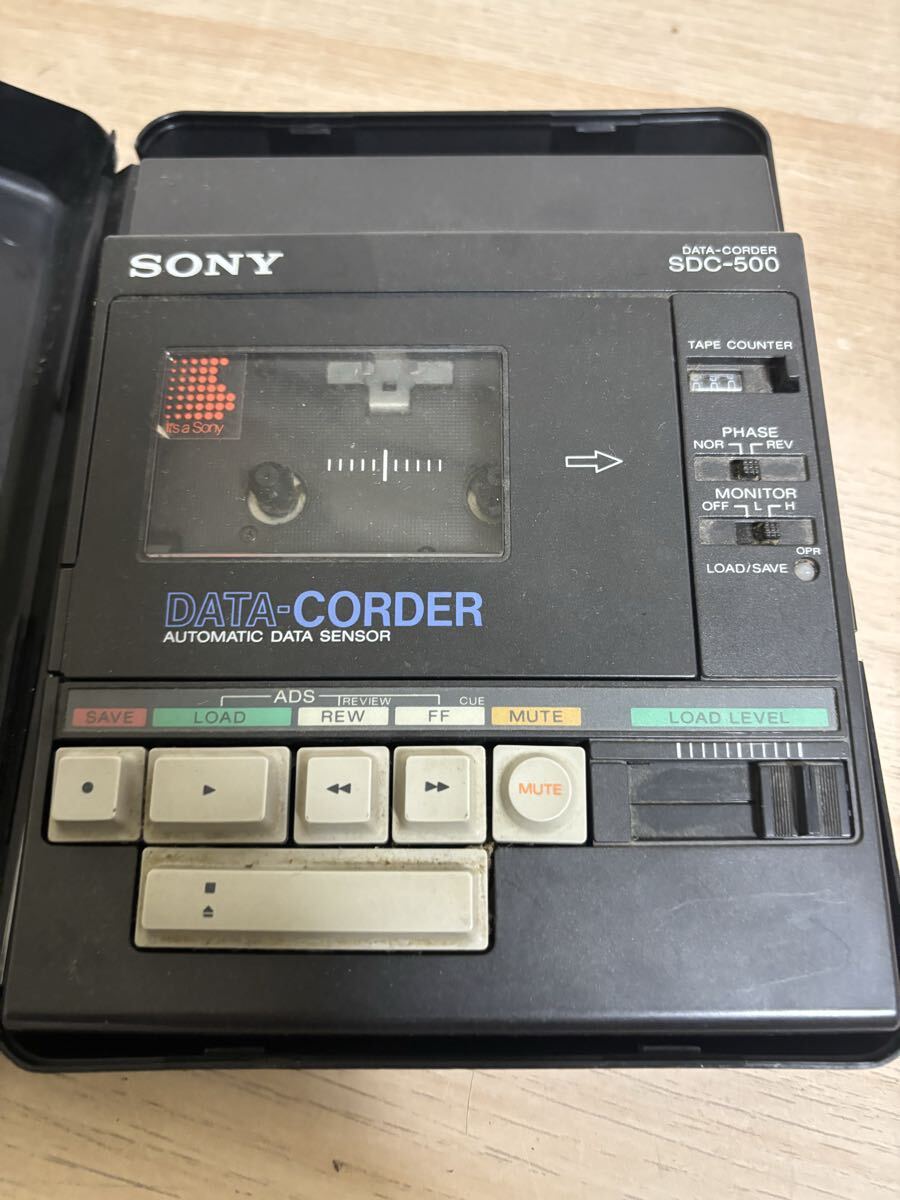 SONY
DATA-CORDER
SDC-500
It's a Sony
TAPE COUNTER
PHASE
NOR REV
MONITOR
OFF L H
OPR
LOAD/SAVE
DATA-CORDER
AUTOMATIC DATA SENSOR
ADS REVIEW CUE
SAVE LOAD REW FF MUTE LOAD LEVEL
MUTE